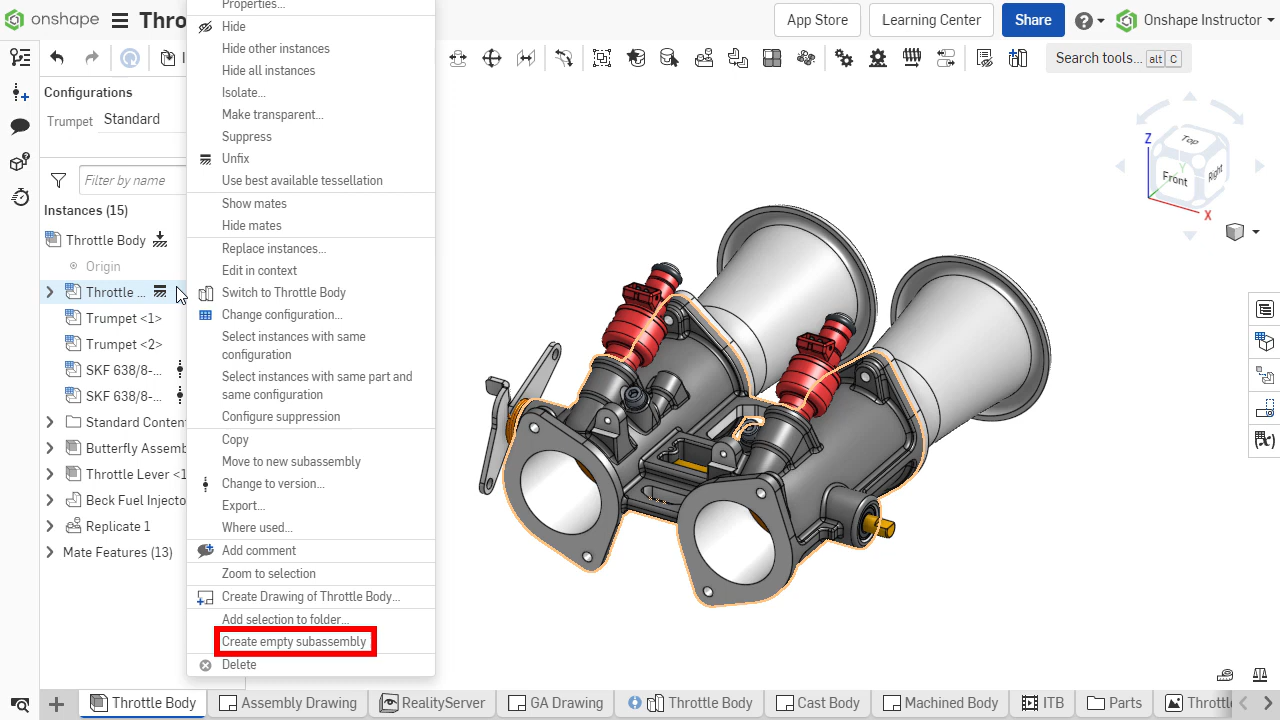 onshape
Thro
App Store
Learning Center
Share
Onshape Instructor
Search tools... alt C
Configurations
Trumpet Standard
Filter by name
Instances (15)
Throttle Body
Origin
Throttle ...
Trumpet <1>
Trumpet <2>
SKF 638/8-...
SKF 638/8-...
Standard Conten
Butterfly Assemb
Throttle Lever <1
Beck Fuel Injecto
Replicate 1
Mate Features (13)
Properties...
Hide
Hide other instances
Hide all instances
Isolate...
Make transparent...
Suppress
Unfix
Use best available tessellation
Show mates
Hide mates
Replace instances...
Edit in context
Switch to Throttle Body
Change configuration...
Select instances with same
configuration
Select instances with same part and
same configuration
Configure suppression
Copy
Move to new subassembly
Change to version...
Export...
Where used...
Add comment
Zoom to selection
Create Drawing of Throttle Body...
Add selection to folder...
Create empty subassembly
Delete
Z
Top
Y
Front
Right
X
Throttle Body
Assembly Drawing
RealityServer
GA Drawing
Throttle Body
Cast Body
Machined Body
ITB
Parts
Throttl